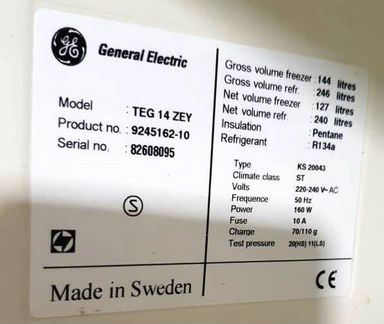 GE General Electric
Model : TEG 14 ZEY
Product no. : 9245162-10
Serial no. : 82608095
S
Made in Sweden
Gross volume freezer : 144 litres
Gross volume refr. : 246 litres
Net volume freezer : 127 litres
Net volume refr. : 240 litres
Insulation : Pentane
Refrigerant : R134a
Type KS 20043
Climate class ST
Volts 220-240 V~ AC
Frequency 50 Hz
Power 160 W
Fuse 10 A
Charge 70/110 g
Test pressure 20(HS) 11(LS)
CE